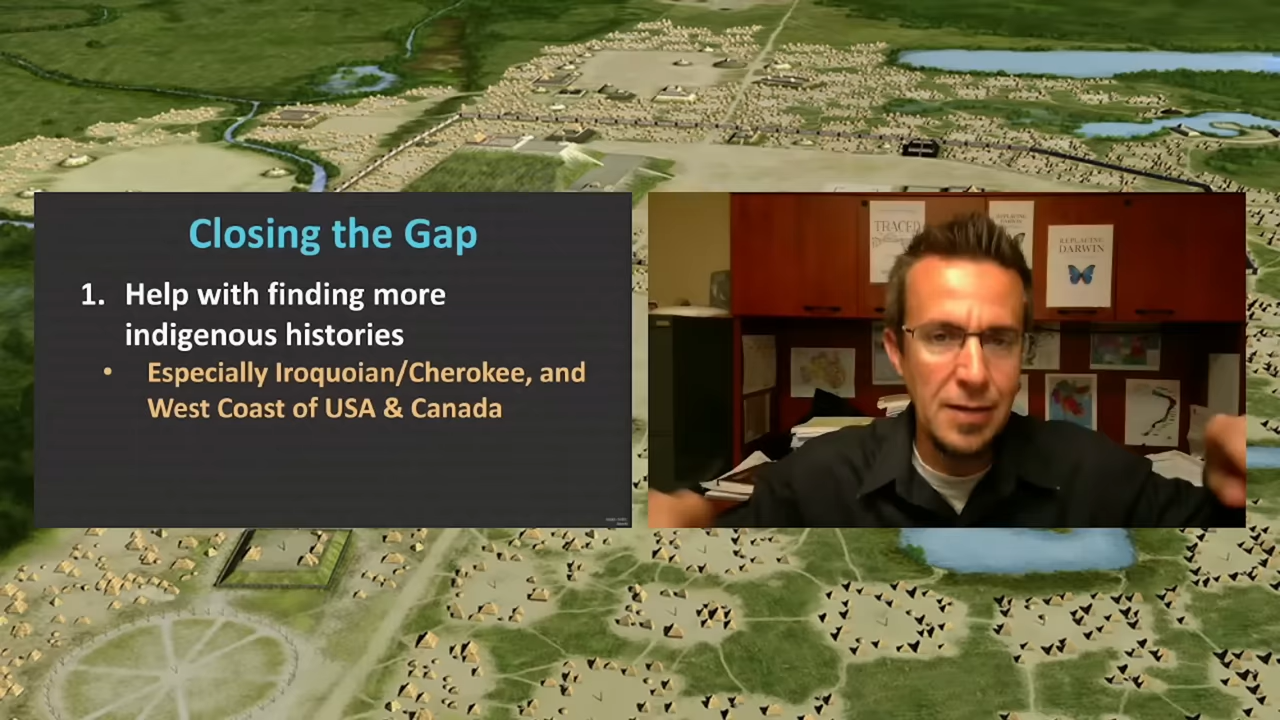 Closing the Gap
1. Help with finding more
indigenous histories
• Especially Iroquoian/Cherokee, and
West Coast of USA & Canada
TRACED
REPLACING
DARWIN